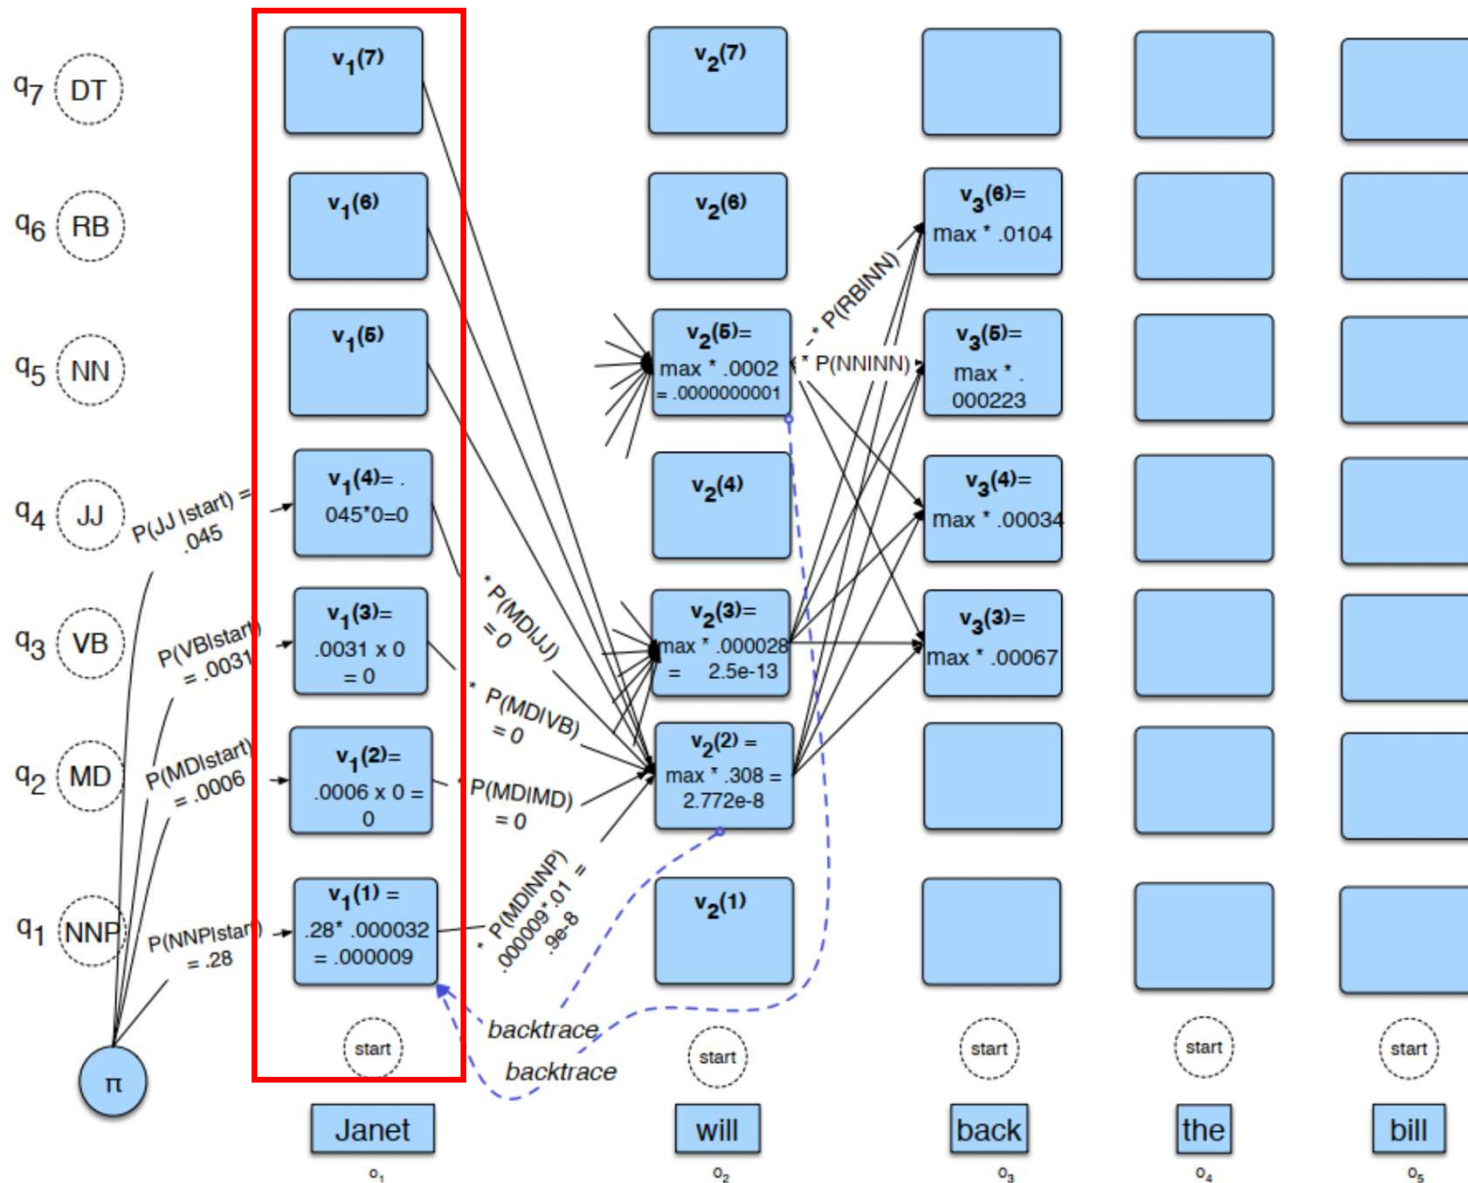 q7 DT
v1(7)
v2(7)
q6 RB
v1(6)
v2(6)
v3(6)=
max * .0104
q5 NN
v1(5)
v2(5)=
max * .0002
= .0000000001
* P(RB|NN)
* P(NN|NN)
v3(5)=
max * .
000223
q4 JJ
P(JJ |start) =
.045
v1(4)= .
045*0=0
* P(MD|JJ)
= 0
v2(4)
v3(4)=
max * .00034
q3 VB
P(VB|start)
= .0031
v1(3)=
.0031 x 0
= 0
* P(MD|VB)
= 0
v2(3)=
max * .000028
= 2.5e-13
v3(3)=
max * .00067
q2 MD
P(MD|start)
= .0006
v1(2)=
.0006 x 0 =
0
* P(MD|MD)
= 0
v2(2) =
max * .308 =
2.772e-8
q1 NNP
P(NNP|start)
= .28
v1(1) =
.28* .000032
= .000009
* P(MD|NNP)
.000009*.01 =
.9e-8
v2(1)
backtrace
backtrace
π
start
start
start
start
start
Janet
will
back
the
bill
o1
o2
o3
o4
o5